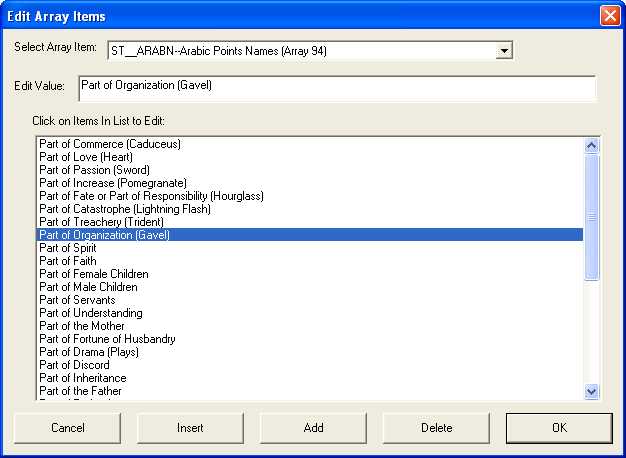 Edit Array Items
Select Array Item: ST__ARABN--Arabic Points Names (Array 94)
Edit Value: Part of Organization (Gavel)
Click on Items In List to Edit:
Part of Commerce (Caduceus)
Part of Love (Heart)
Part of Passion (Sword)
Part of Increase (Pomegranate)
Part of Fate or Part of Responsibility (Hourglass)
Part of Catastrophe (Lightning Flash)
Part of Treachery (Trident)
Part of Organization (Gavel)
Part of Spirit
Part of Faith
Part of Female Children
Part of Male Children
Part of Servants
Part of Understanding
Part of the Mother
Part of Fortune of Husbandry
Part of Drama (Plays)
Part of Discord
Part of Inheritance
Part of the Father
Cancel Insert Add Delete OK